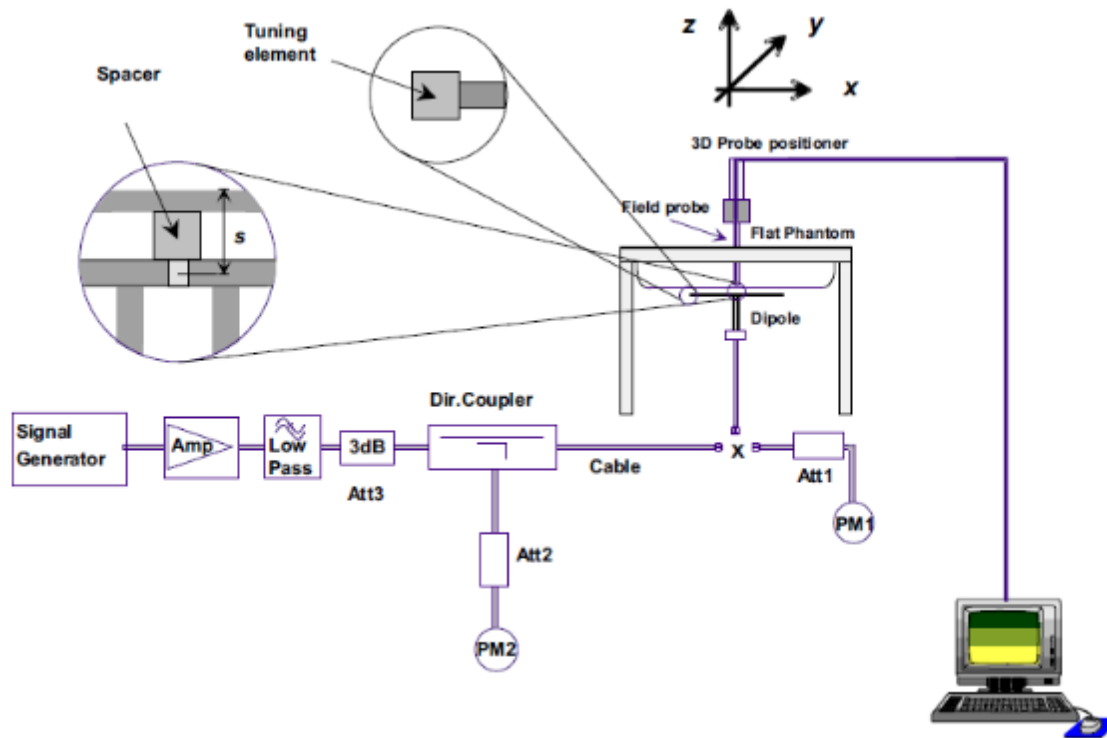 Tuning
element
Spacer
s
z
y
x
3D Probe positioner
Field probe
Flat Phantom
Dipole
Dir.Coupler
Signal
Generator
Amp
Low
Pass
3dB
Att3
Cable
X
Att1
PM1
Att2
PM2